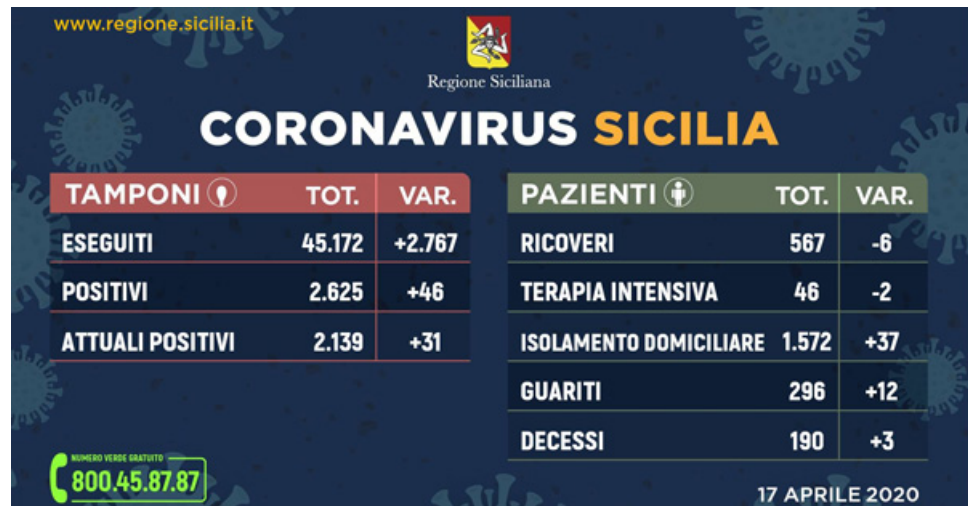 www.regione.sicilia.it
Regione Siciliana
CORONAVIRUS SICILIA
TAMPONI TOT. VAR.
ESEGUITI 45.172 +2.767
POSITIVI 2.625 +46
ATTUALI POSITIVI 2.139 +31
PAZIENTI TOT. VAR.
RICOVERI 567 -6
TERAPIA INTENSIVA 46 -2
ISOLAMENTO DOMICILIARE 1.572 +37
GUARITI 296 +12
DECESSI 190 +3
NUMERO VERDE GRATUITO
800.45.87.87
17 APRILE 2020